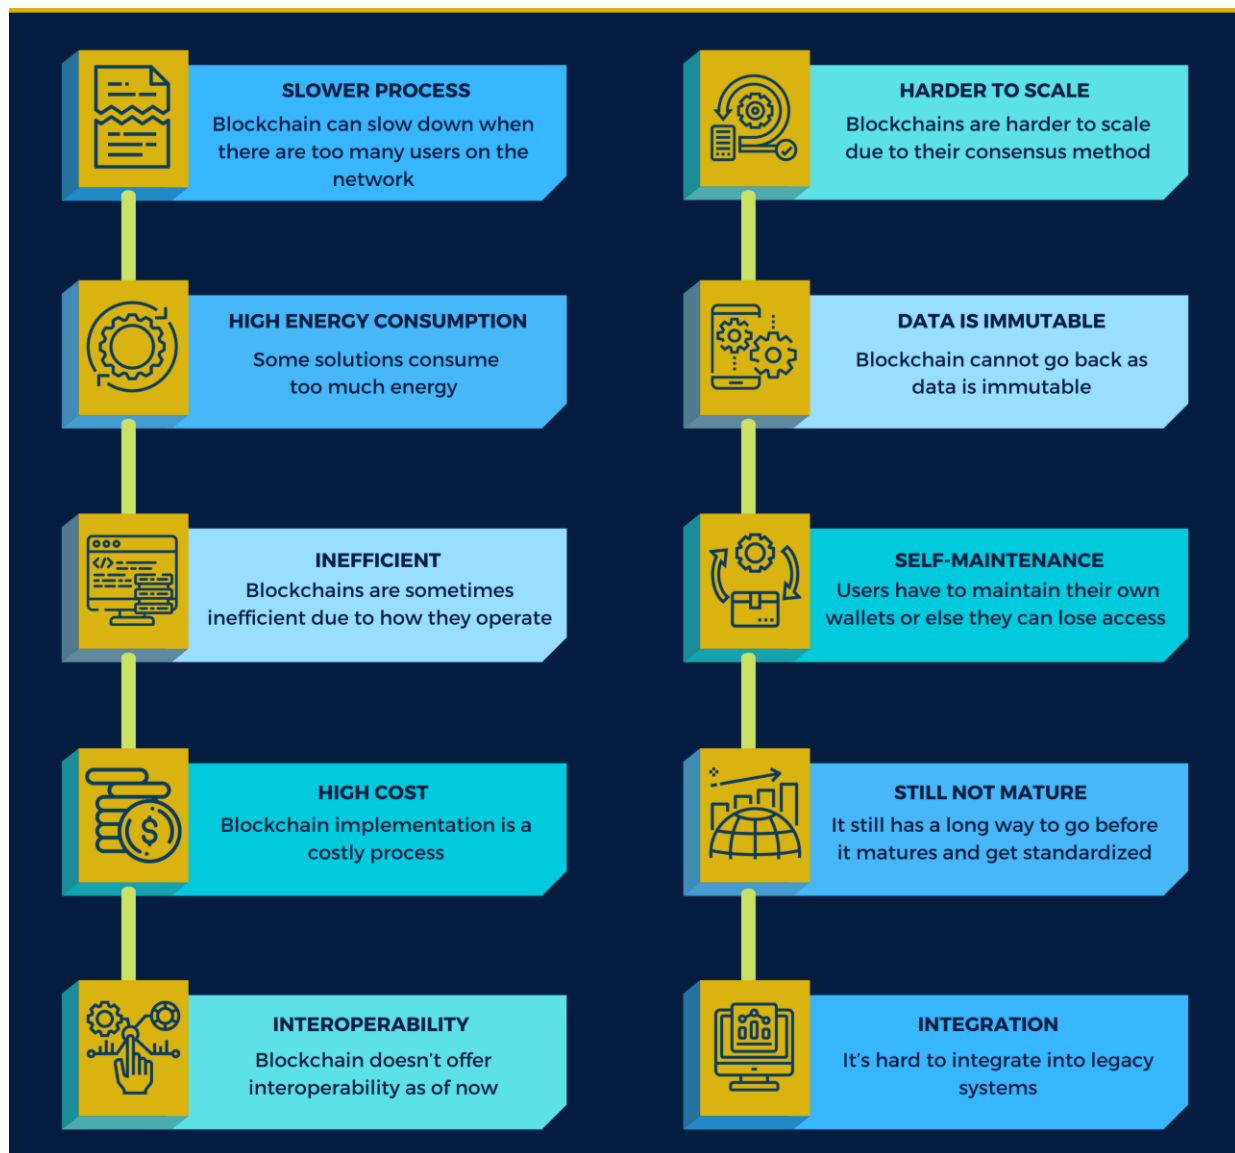 SLOWER PROCESS
Blockchain can slow down when
there are too many users on the
network
HIGH ENERGY CONSUMPTION
Some solutions consume
too much energy
INEFFICIENT
Blockchains are sometimes
inefficient due to how they operate
HIGH COST
Blockchain implementation is a
costly process
INTEROPERABILITY
Blockchain doesn’t offer
interoperability as of now
HARDER TO SCALE
Blockchains are harder to scale
due to their consensus method
DATA IS IMMUTABLE
Blockchain cannot go back as
data is immutable
SELF-MAINTENANCE
Users have to maintain their own
wallets or else they can lose access
STILL NOT MATURE
It still has a long way to go before
it matures and get standardized
INTEGRATION
It’s hard to integrate into legacy
systems